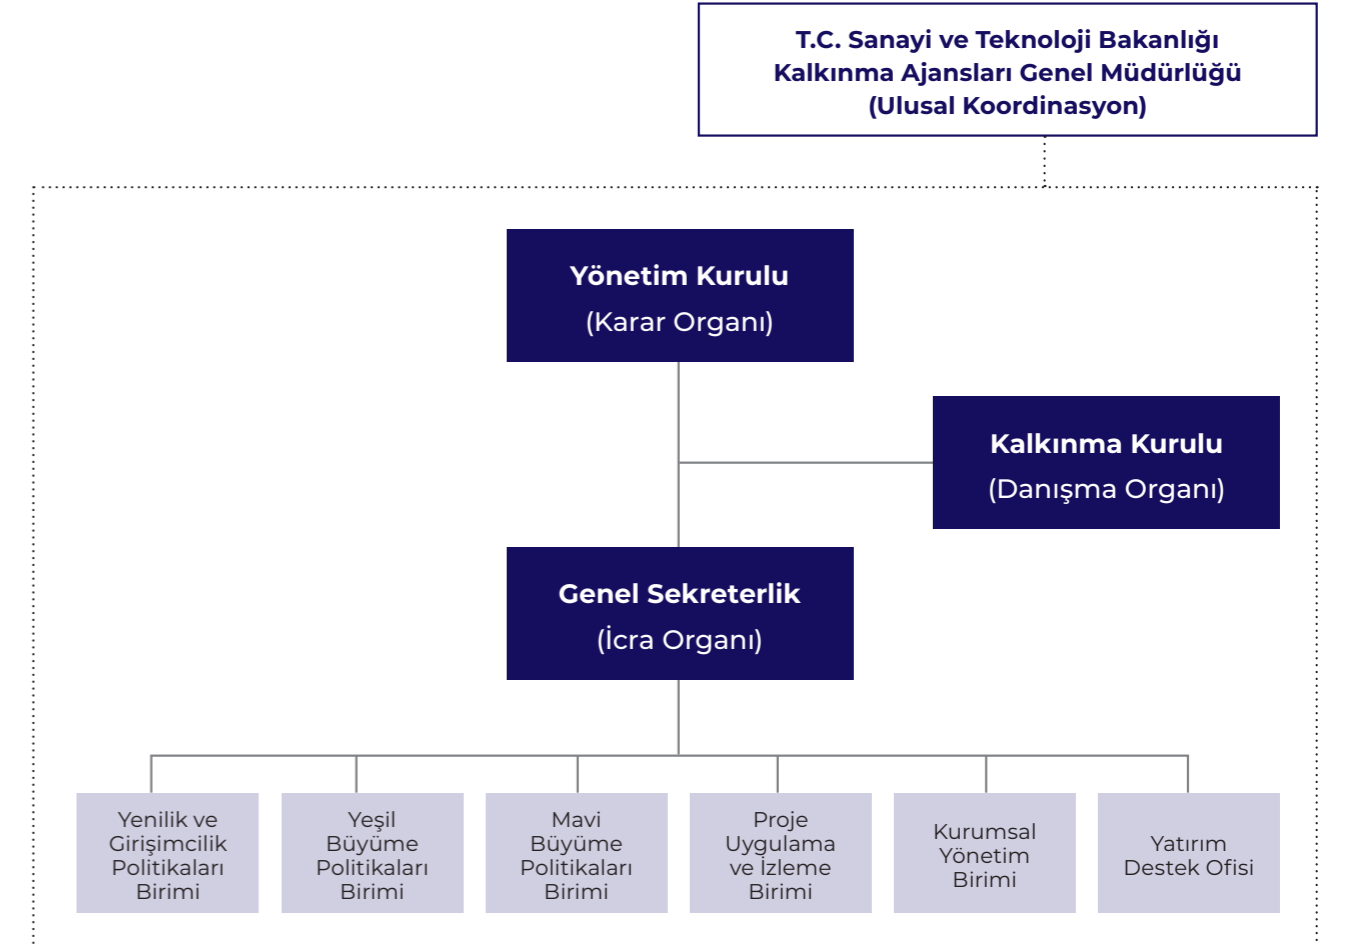 T.C. Sanayi ve Teknoloji Bakanlığı
Kalkınma Ajansları Genel Müdürlüğü
(Ulusal Koordinasyon)
Yönetim Kurulu
(Karar Organı)
Kalkınma Kurulu
(Danışma Organı)
Genel Sekreterlik
(İcra Organı)
Yenilik ve
Girişimcilik
Politikaları
Birimi
Yeşil
Büyüme
Politikaları
Birimi
Mavi
Büyüme
Politikaları
Birimi
Proje
Uygulama
ve İzleme
Birimi
Kurumsal
Yönetim
Birimi
Yatırım
Destek Ofisi